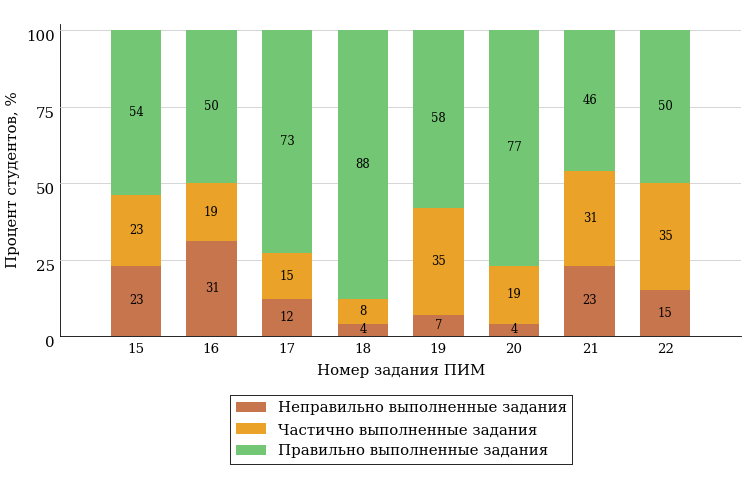 Процент студентов, %
100
75
50
25
0
54 50 73 88 58 77 46 50
23 19 15 8 35 19 31 35
23 31 12 4 7 4 23 15
15 16 17 18 19 20 21 22
Номер задания ПИМ
Неправильно выполненные задания
Частично выполненные задания
Правильно выполненные задания